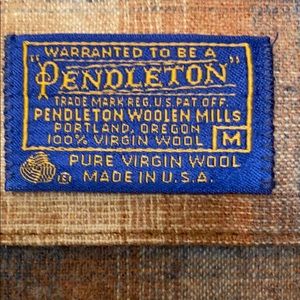 WARRANTED TO BE A
"PENDLETON"
TRADE MARK REG. U.S. PAT. OFF.
PENDLETON WOOLEN MILLS
PORTLAND, OREGON
100% VIRGIN WOOL M
PURE VIRGIN WOOL
MADE IN U.S.A.